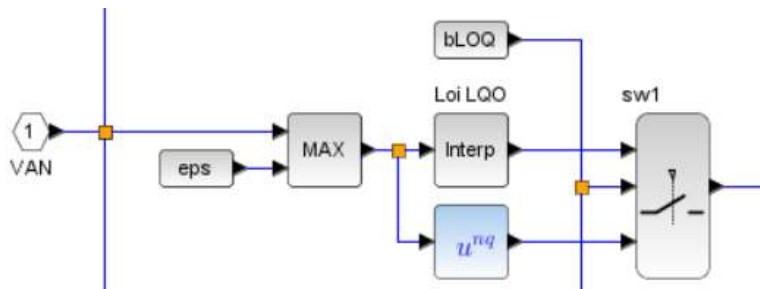 bLOQ
Loi LQO
sw1
1
VAN
eps
MAX
Interp
u^{nq}